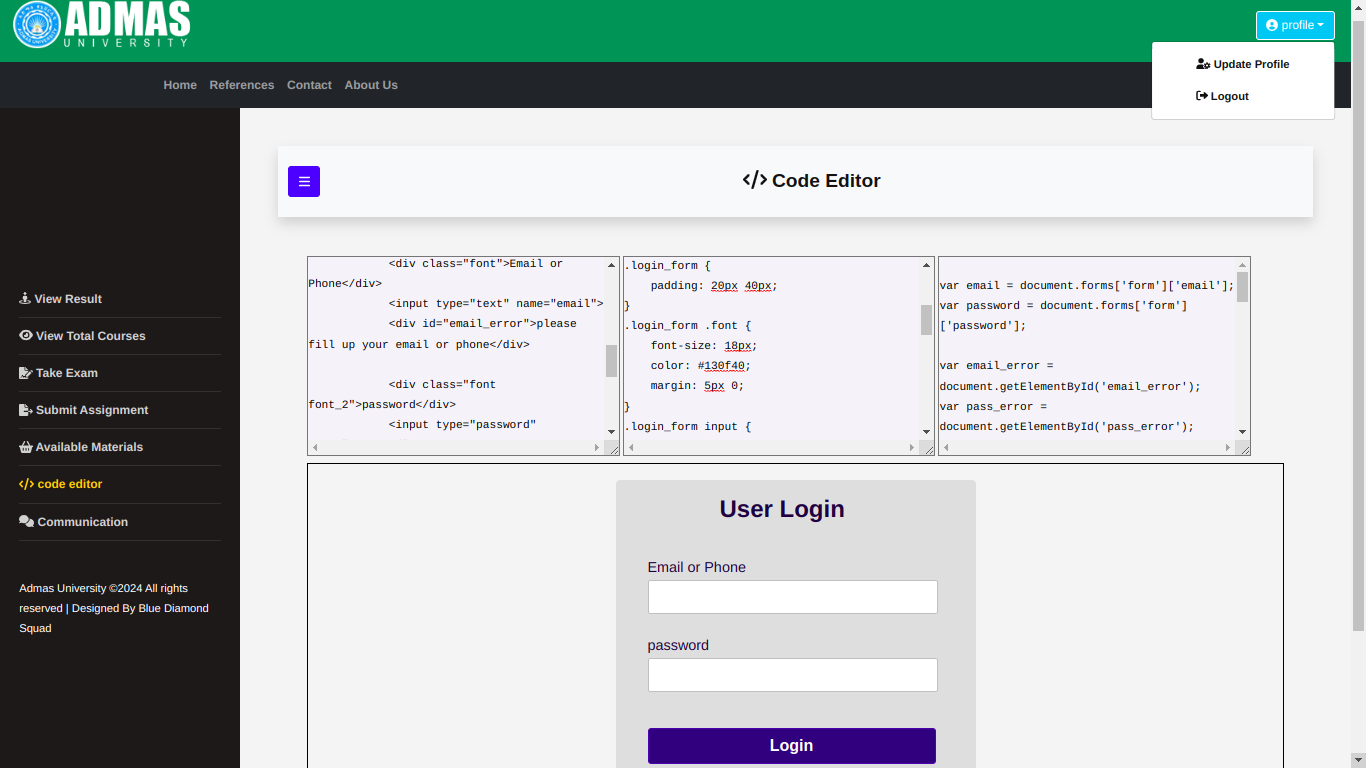 ADMAS
UNIVERSITY
profile
Update Profile
Logout
Home
References
Contact
About Us
Code Editor
View Result
View Total Courses
Take Exam
Submit Assignment
Available Materials
code editor
Communication
Admas University ©2024 All rights
reserved | Designed By Blue Diamond
Squad
<div class="font">Email or
Phone</div>
<input type="text" name="email">
<div id="email_error">please
fill up your email or phone</div>
<div class="font
font_2">password</div>
<input type="password"
.login_form {
padding: 20px 40px;
}
.login_form .font {
font-size: 18px;
color: #130f40;
margin: 5px 0;
}
.login_form input {
var email = document.forms['form']['email'];
var password = document.forms['form']
['password'];
var email_error =
document.getElementById('email_error');
var pass_error =
document.getElementById('pass_error');
User Login
Email or Phone
password
Login